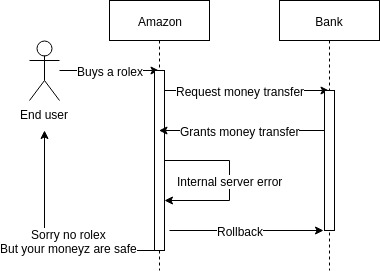 Amazon
Bank
Buys a rolex
Request money transfer
End user
Grants money transfer
Internal server error
Rollback
Sorry no rolex
But your moneyz are safe